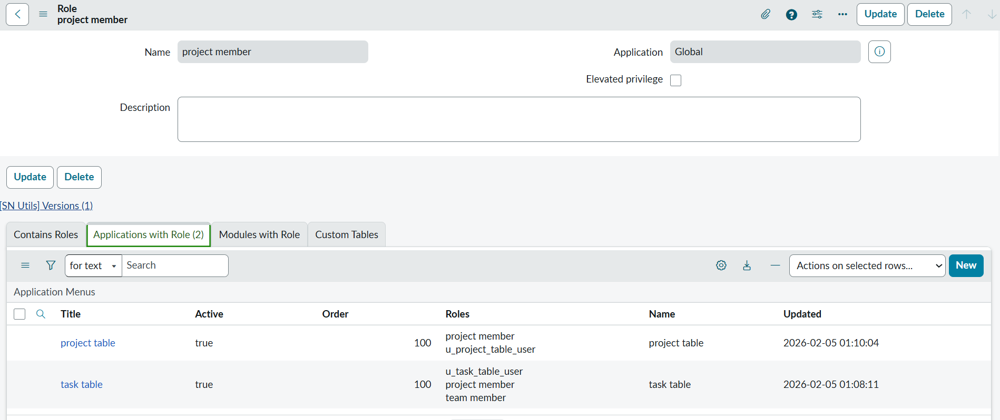 Role
project member
Update
Delete
Name
project member
Application
Global
Elevated privilege
Description
Update
Delete
[SN Utils] Versions (1)
Contains Roles
Applications with Role (2)
Modules with Role
Custom Tables
for text
Search
Actions on selected rows...
New
Application Menus
Title
Active
Order
Roles
Name
Updated
project table
true
100
project member
u_project_table_user
project table
2026-02-05 01:10:04
task table
true
100
u_task_table_user
project member
team member
task table
2026-02-05 01:08:11